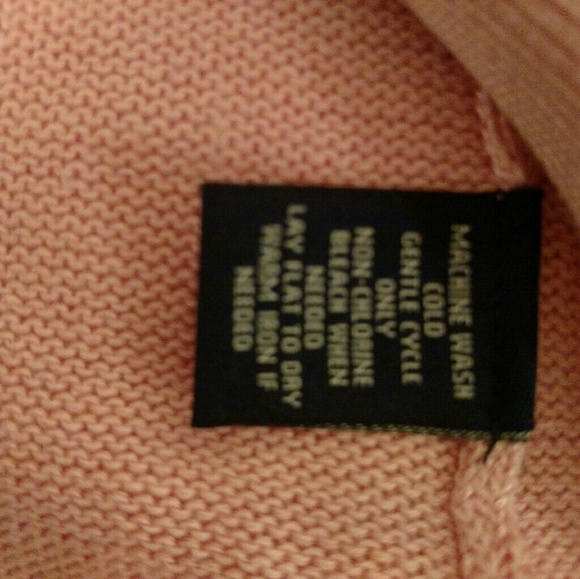 MACHINE WASH
COLD
GENTLE CYCLE
ONLY
NON-CHLORINE
BLEACH WHEN
NEEDED
LAY FLAT TO DRY
WARM IRON IF
NEEDED